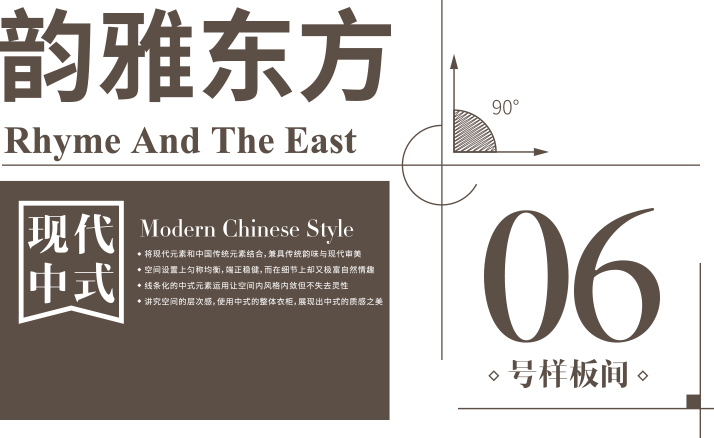 韵雅东方
Rhyme And The East
90°
现代
中式
Modern Chinese Style
将现代元素和中国传统元素结合,兼具传统韵味与现代审美
空间设置上匀称均衡,端正稳健,而在细节上却又极富自然情趣
线条化的中式元素运用让空间内风格内敛但不失去灵性
讲究空间的层次感,使用中式的整体衣柜,展现出中式的质感之美
06
号样板间